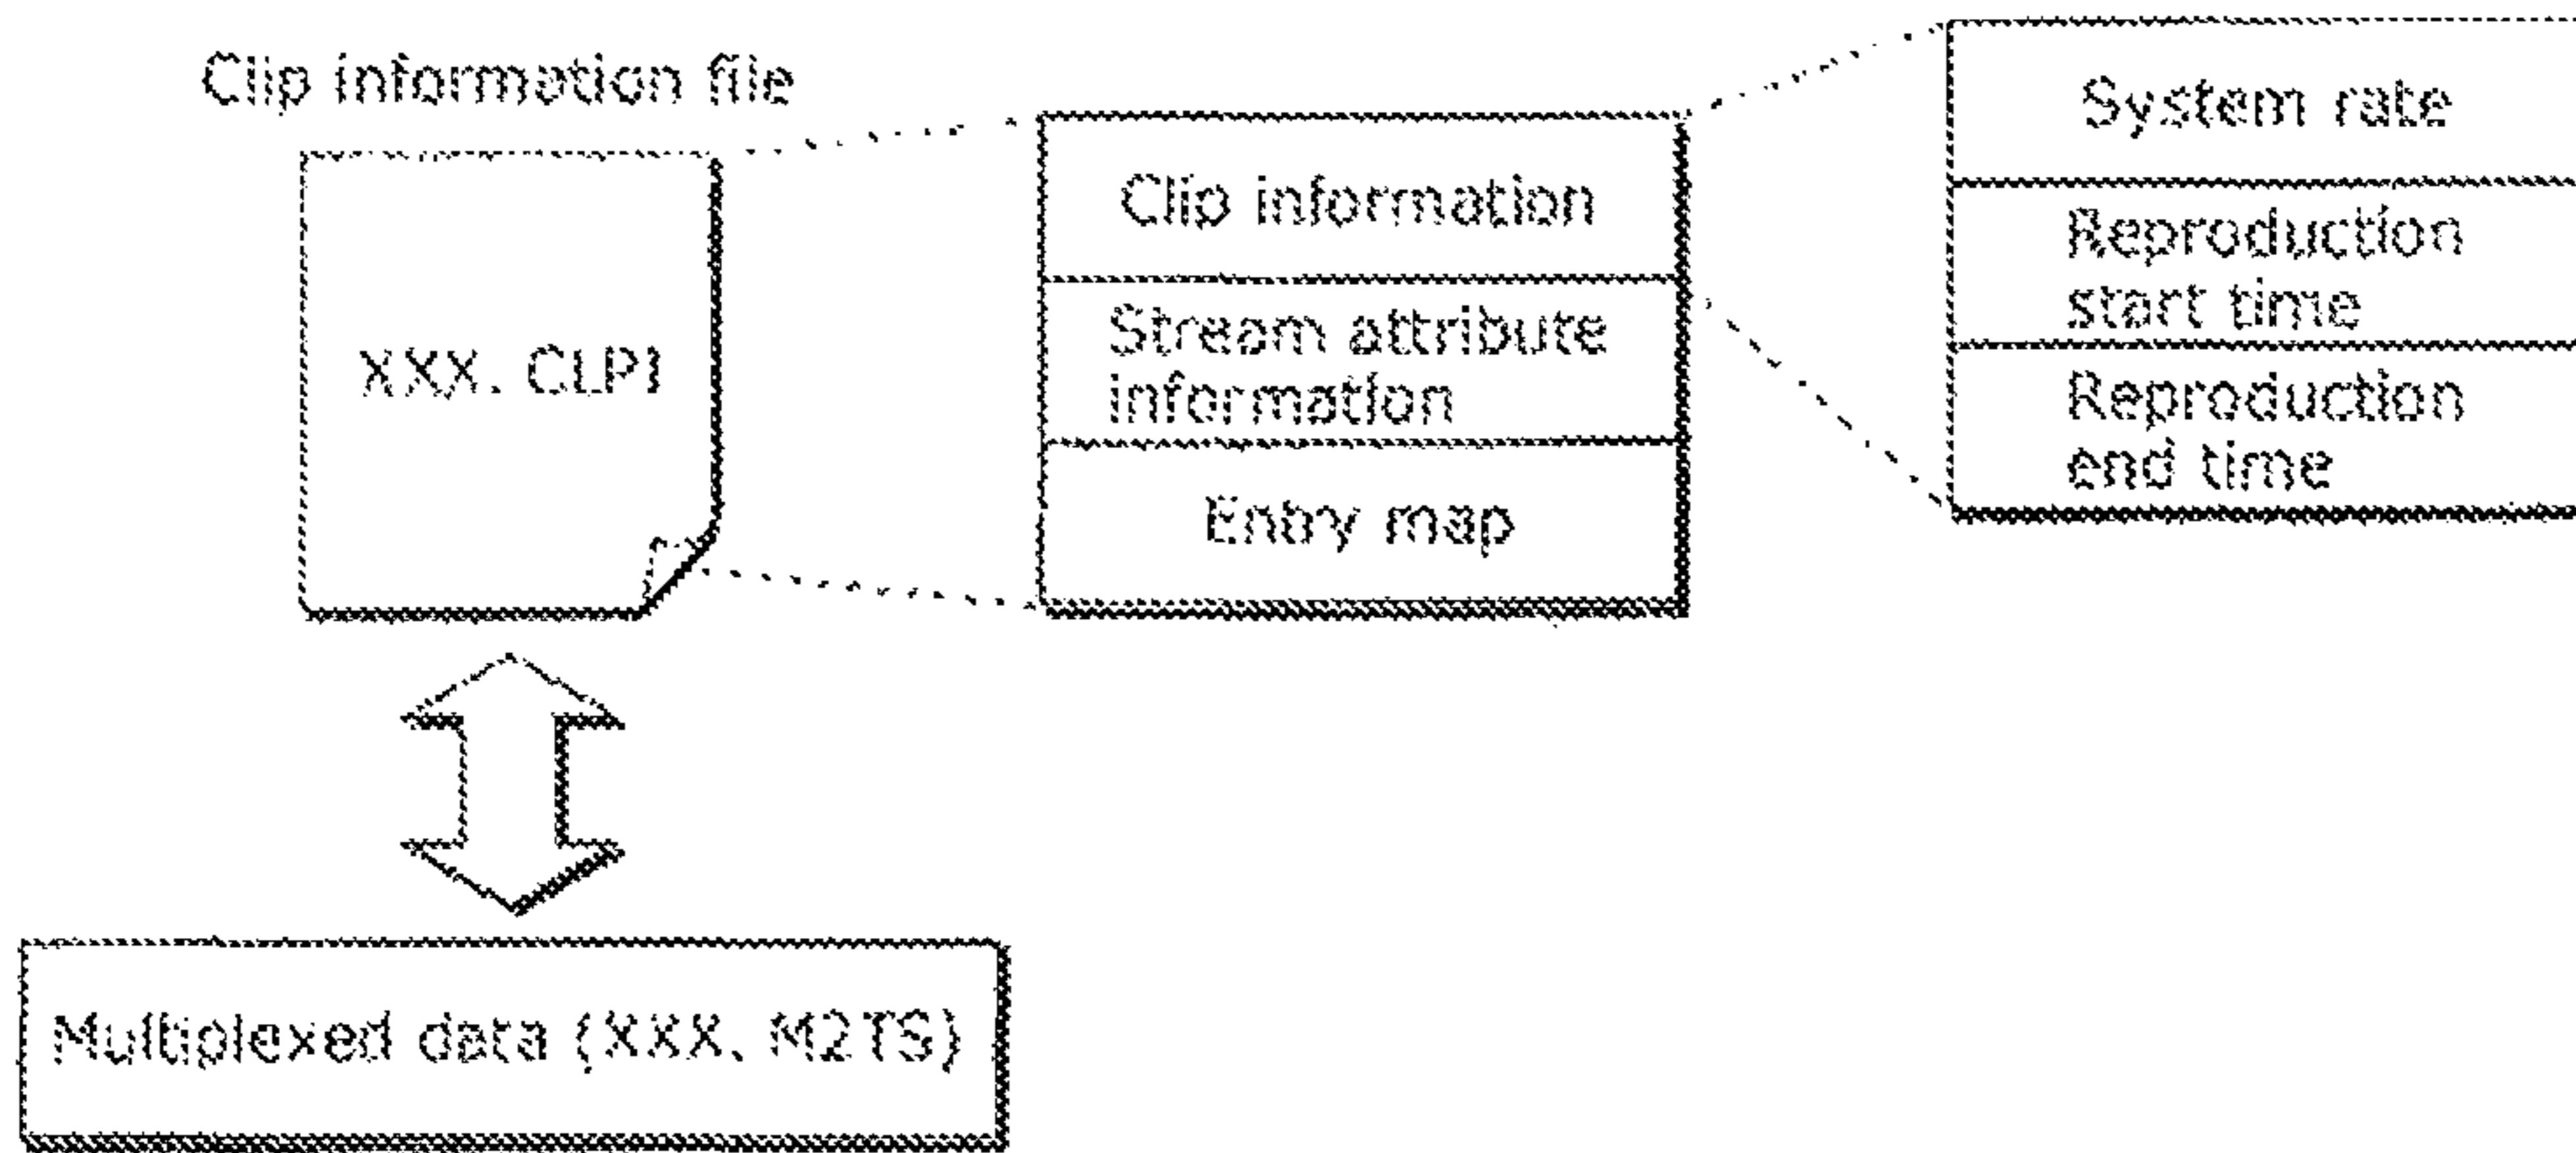 Clip information file
XXX. CLPI
Clip information
Stream attribute
information
Entry map
System rate
Reproduction
start time
Reproduction
end time
Multiplexed data (XXX. M2TS)